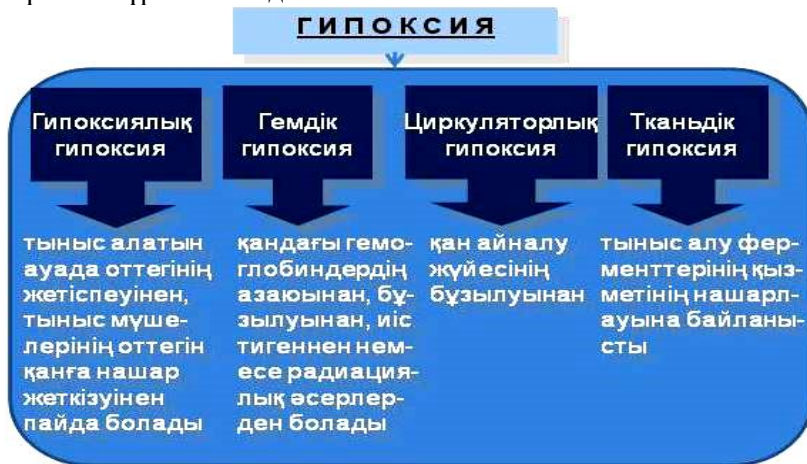 ГИПОКСИЯ
Гипоксиялық
гипоксия
тыныс алатын
ауада оттегінің
жетіспеуінен,
тыныс мүше-
лерінің оттегін
қанға нашар
жеткізуінен
пайда болады
Гемдік
гипоксия
қандағы гемо-
глобиндердің
азаюынан, бұ-
зылуынан, иіс
тигеннен нем-
есе радиация-
лық әсерлер-
ден болады
Циркуляторлық
гипоксия
қан айналу
жүйесінің
бұзылуынан
Тканьдік
гипоксия
тыныс алу фер-
менттерінің қыз-
метінің нашарл-
ауына байланы-
сты